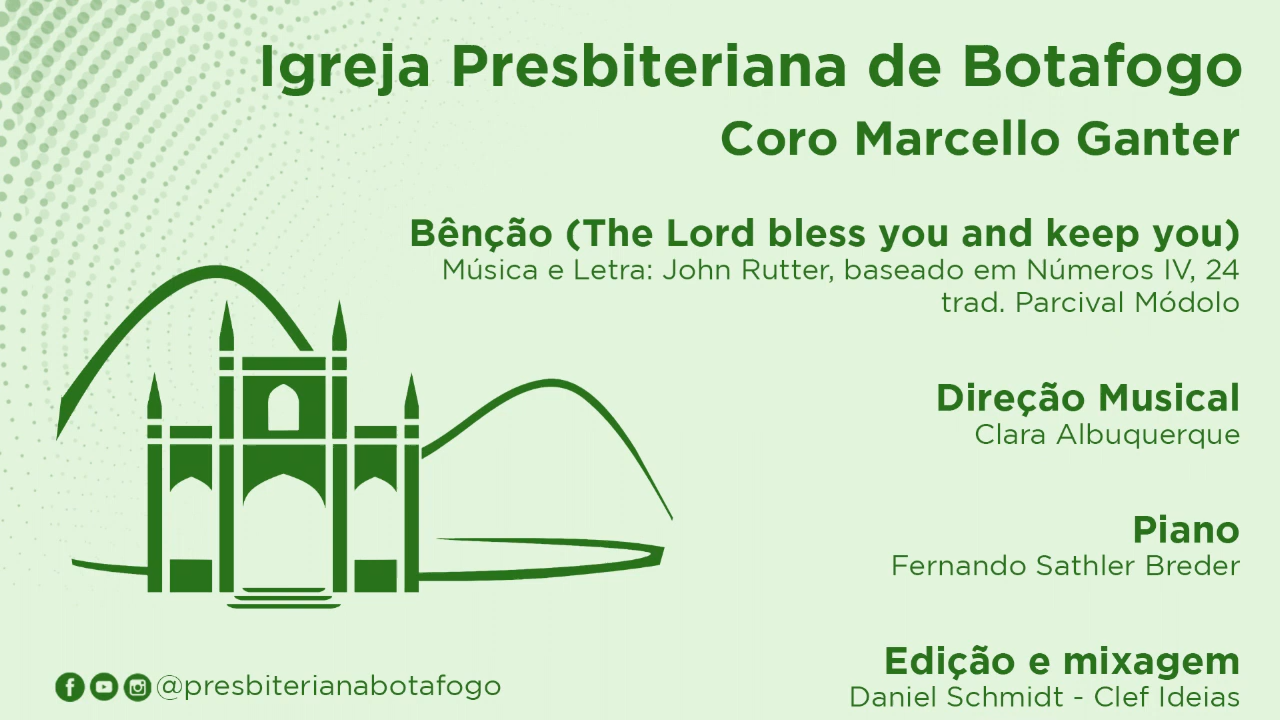 Igreja Presbiteriana de Botafogo
Coro Marcello Ganter
Bênção (The Lord bless you and keep you)
Música e Letra: John Rutter, baseado em Números IV, 24
trad. Parcival Módolo
Direção Musical
Clara Albuquerque
Piano
Fernando Sathler Breder
Edição e mixagem
Daniel Schmidt - Clef Ideias
@presbiterianabotafogo